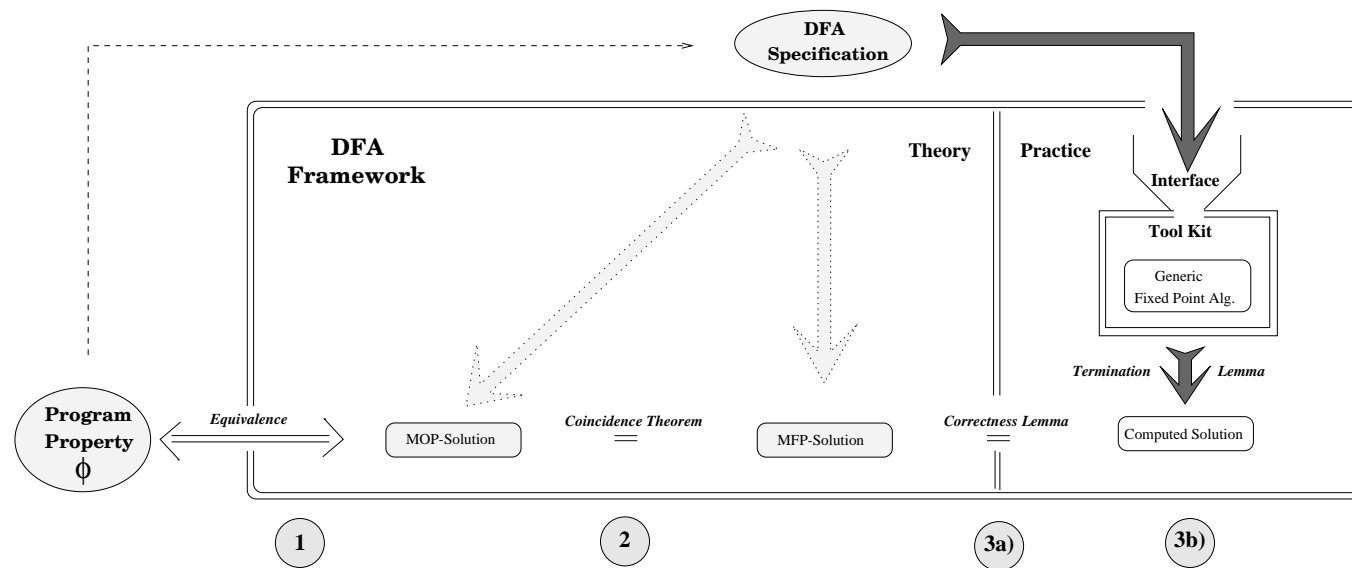 DFA
Specification
DFA
Framework
Theory
Practice
Interface
Tool Kit
Generic
Fixed Point Alg.
Termination
Lemma
Program
Property
ϕ
Equivalence
MOP-Solution
Coincidence Theorem
=
MFP-Solution
Correctness Lemma
=
Computed Solution
1
2
3a)
3b)